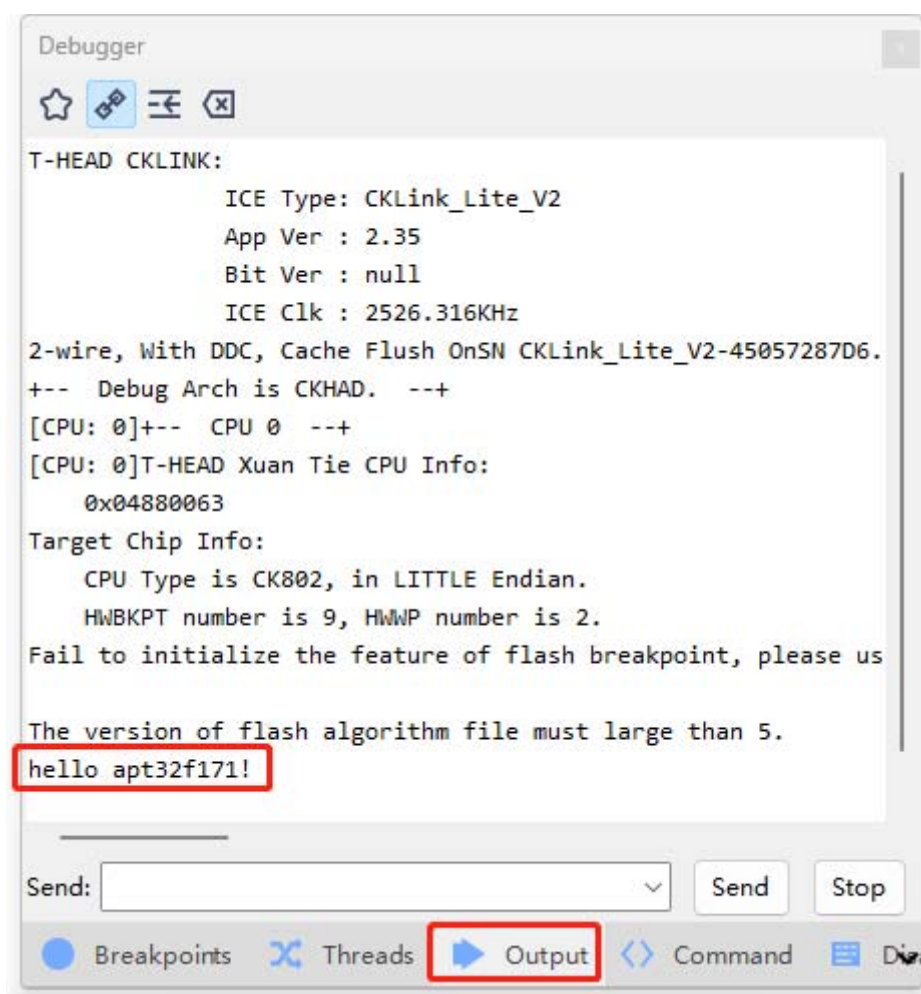 Debugger
T-HEAD CKLINK:
ICE Type: CKLink_Lite_V2
App Ver : 2.35
Bit Ver : null
ICE Clk : 2526.316KHz
2-wire, With DDC, Cache Flush OnSN CKLink_Lite_V2-45057287D6.
+-- Debug Arch is CKHAD. --+
[CPU: 0]+-- CPU 0 --+
[CPU: 0]T-HEAD Xuan Tie CPU Info:
0x04880063
Target Chip Info:
CPU Type is CK802, in LITTLE Endian.
HWBKPT number is 9, HWWP number is 2.
Fail to initialize the feature of flash breakpoint, please us
The version of flash algorithm file must large than 5.
hello apt32f171!
Send: Send Stop
Breakpoints Threads Output Command